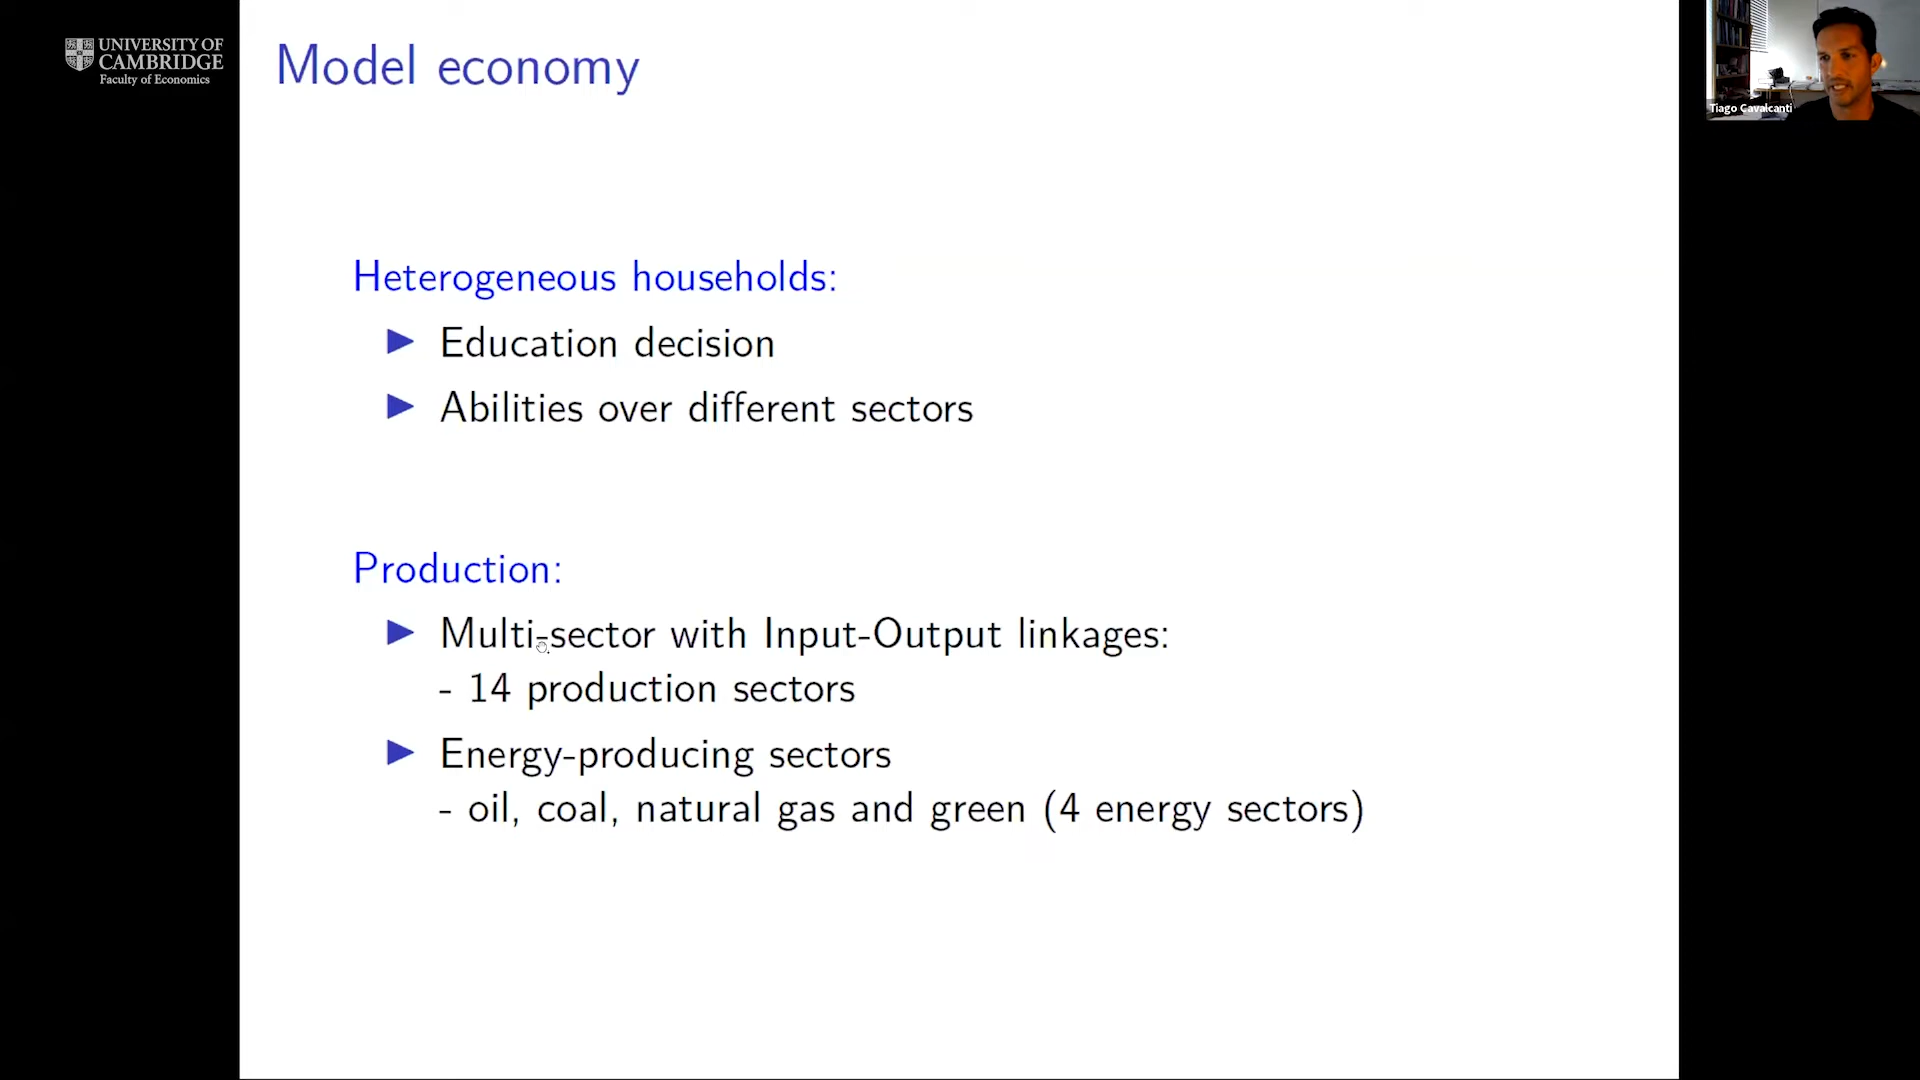 UNIVERSITY OF
CAMBRIDGE
Faculty of Economics
Model economy
Tiago Cavalcanti
Heterogeneous households:
Education decision
Abilities over different sectors
Production:
Multi-sector with Input-Output linkages:
- 14 production sectors
Energy-producing sectors
- oil, coal, natural gas and green (4 energy sectors)